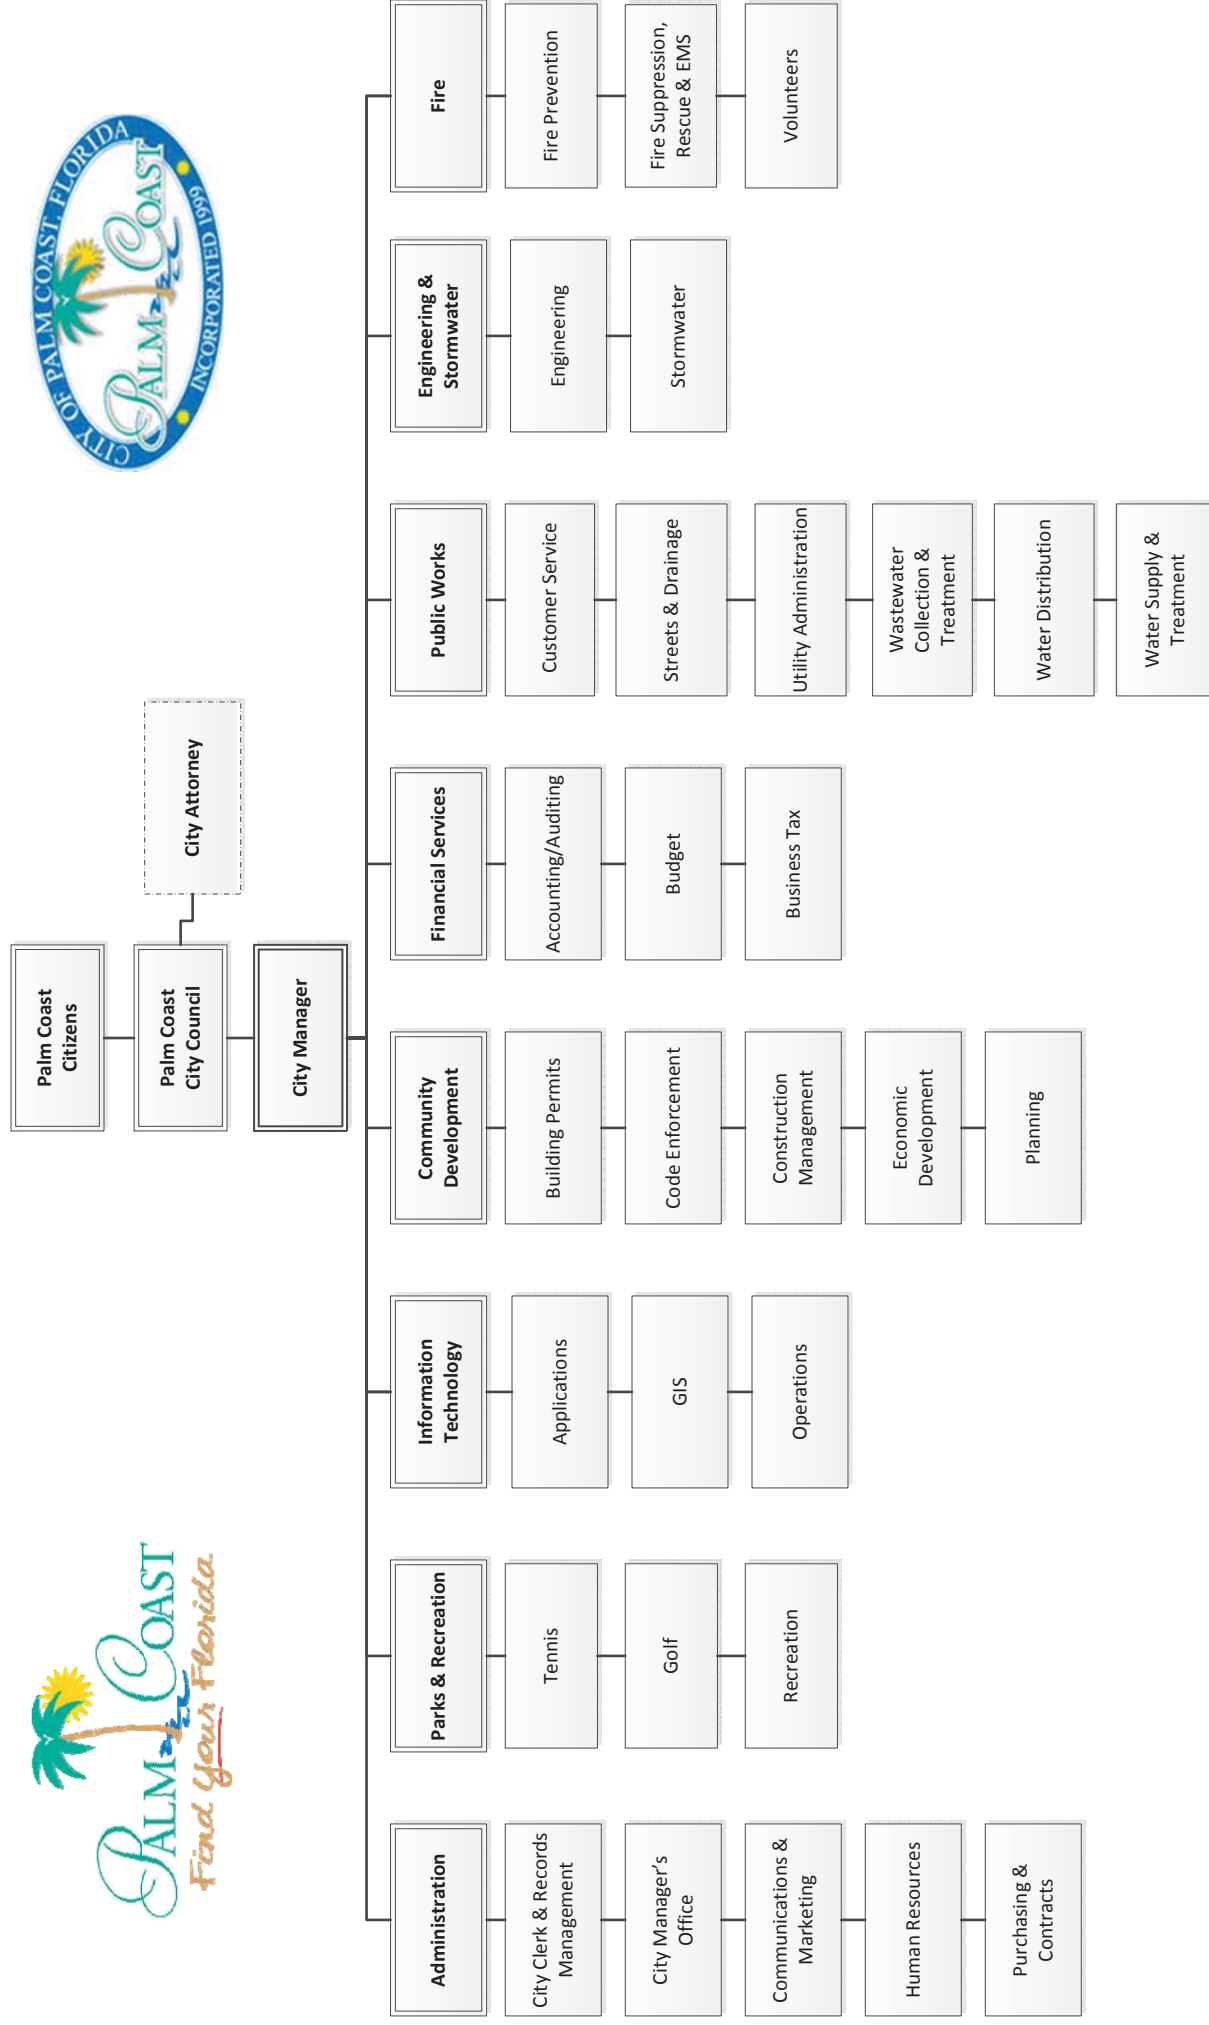 PALM COAST
Find Your Florida
CITY OF PALM COAST, FLORIDA
PALM COAST
INCORPORATED 1999
Palm Coast
Citizens
Palm Coast
City Council
City Attorney
City Manager
Administration
City Clerk & Records
Management
City Manager’s
Office
Communications &
Marketing
Human Resources
Purchasing &
Contracts
Parks & Recreation
Tennis
Golf
Recreation
Information
Technology
Applications
GIS
Operations
Community
Development
Building Permits
Code Enforcement
Construction
Management
Economic
Development
Planning
Financial Services
Accounting/Auditing
Budget
Business Tax
Public Works
Customer Service
Streets & Drainage
Utility Administration
Wastewater
Collection &
Treatment
Water Distribution
Water Supply &
Treatment
Engineering &
Stormwater
Engineering
Stormwater
Fire
Fire Prevention
Fire Suppression,
Rescue & EMS
Volunteers